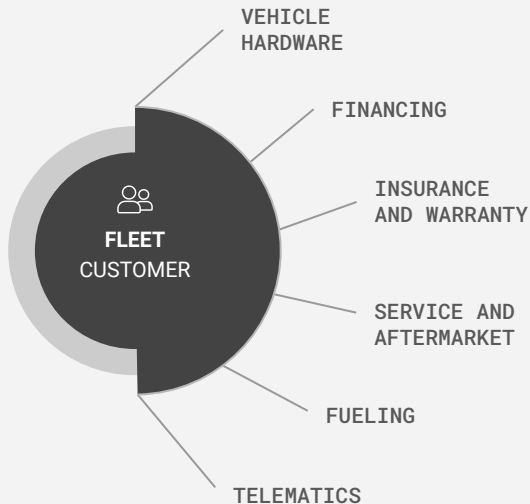 VEHICLE
HARDWARE
FINANCING
INSURANCE
AND WARRANTY
FLEET
CUSTOMER
SERVICE AND
AFTERMARKET
FUELING
TELEMATICS